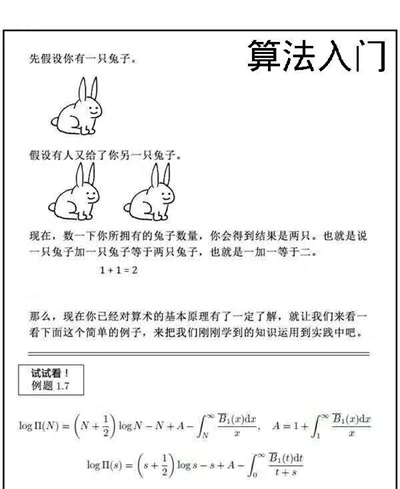 算法入门
先假设你有一只兔子。
假设有人又给了你另一只兔子。
现在，数一下你所拥有的兔子数量，你会得到结果是两只。也就是说
一只兔子加一只兔子等于两只兔子，也就是一加一等于二。
1 + 1 = 2
那么，现在你已经对算术的基本原理有了一定了解，就让我们来看一
看下面这个简单的例子，来把我们刚刚学到的知识运用到实践中吧。
试试看！
例题 1.7
$\log \Pi(N) = \left(N + \frac{1}{2}\right) \log N - N + A - \int_N^\infty \frac{\overline{B}_1(x)\mathrm{d}x}{x}, \quad A = 1 + \int_1^\infty \frac{\overline{B}_1(x)\mathrm{d}x}{x}$
$\log \Pi(s) = \left(s + \frac{1}{2}\right) \log s - s + A - \int_0^\infty \frac{\overline{B}_1(t)\mathrm{d}t}{t + s}$